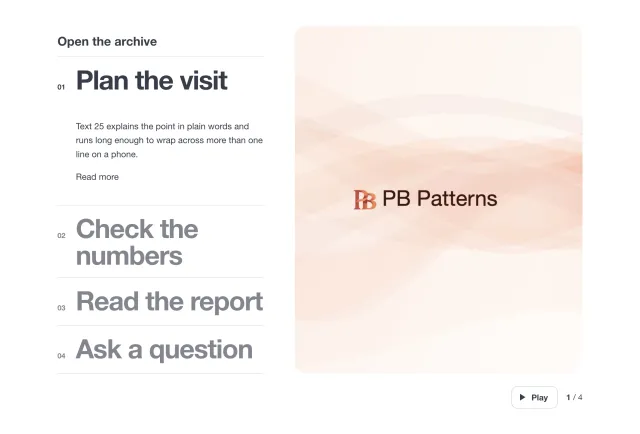 Open the archive
01
Plan the visit
Text 25 explains the point in plain words and
runs long enough to wrap across more than one
line on a phone.
Read more
02
Check the
numbers
03
Read the report
04
Ask a question
PB PB Patterns
Play
1 / 4